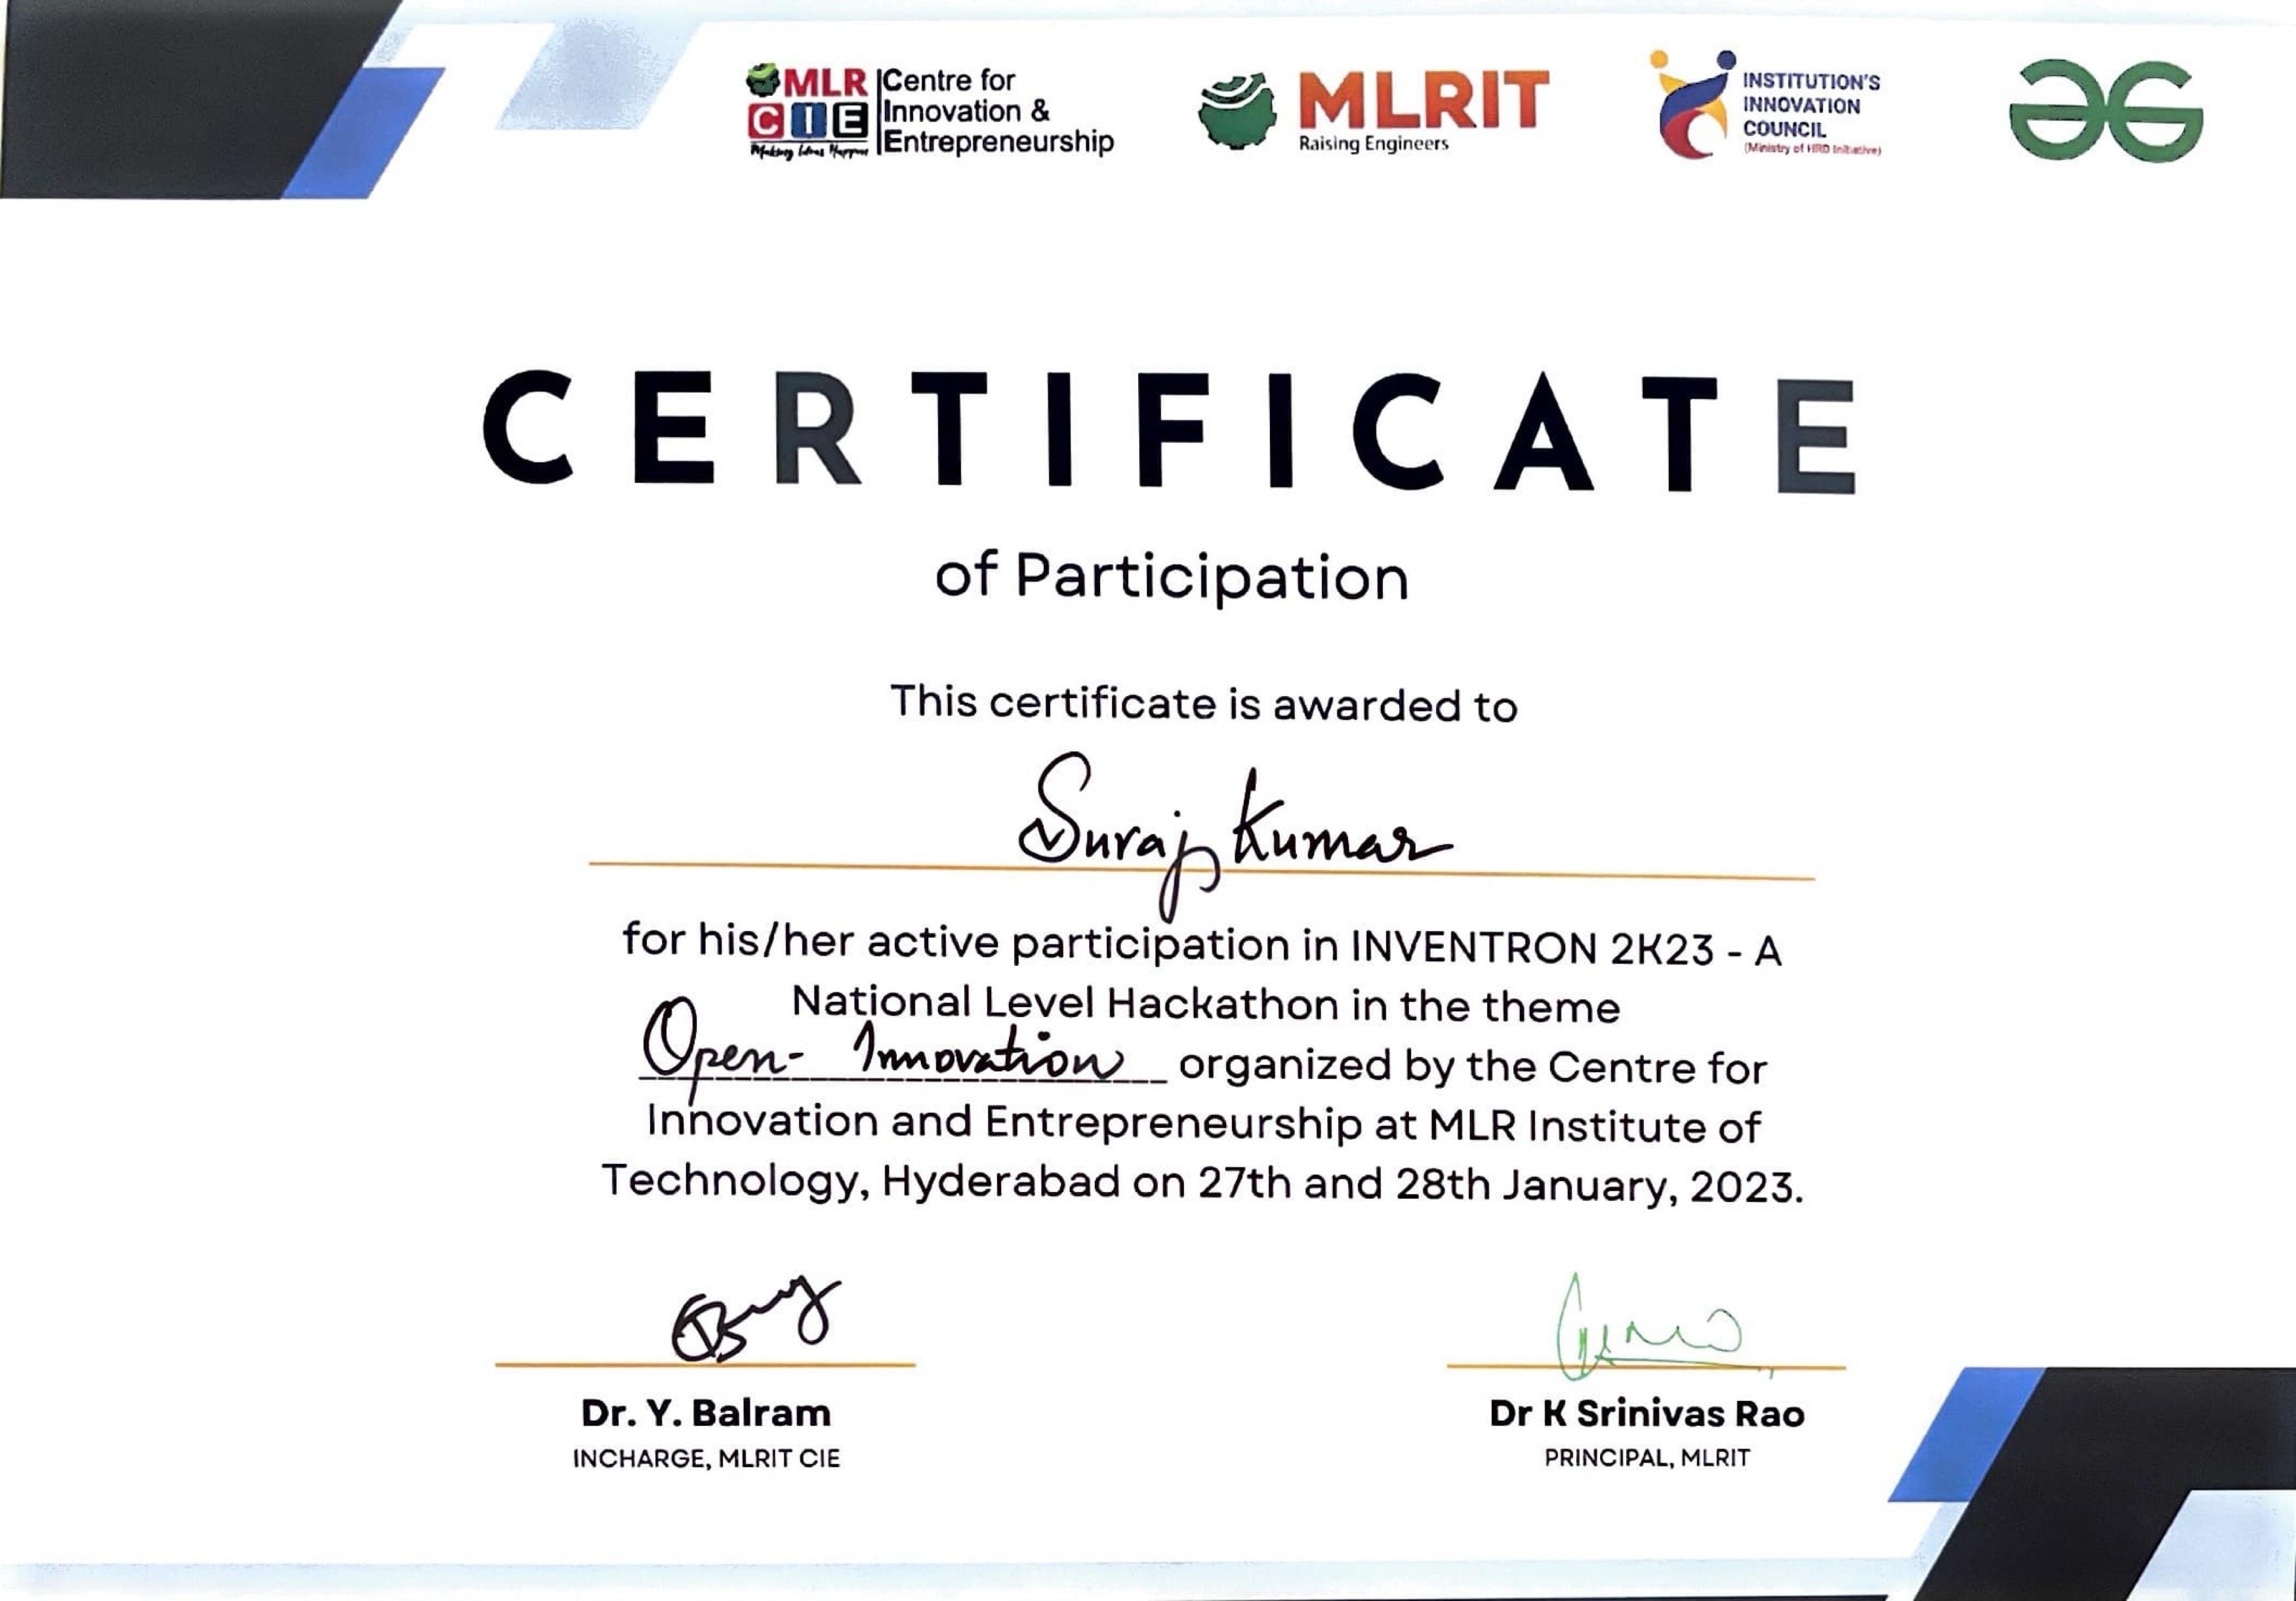 MLR
CIE
Making Ideas Happen
Centre for
Innovation &
Entrepreneurship
MLRIT
Raising Engineers
INSTITUTION'S
INNOVATION
COUNCIL
(Ministry of HRD Initiative)
CERTIFICATE
of Participation
This certificate is awarded to
Suraj Kumar
for his/her active participation in INVENTRON 2K23 - A
National Level Hackathon in the theme
Open- Innovation organized by the Centre for
Innovation and Entrepreneurship at MLR Institute of
Technology, Hyderabad on 27th and 28th January, 2023.
Dr. Y. Balram
INCHARGE, MLRIT CIE
Dr K Srinivas Rao
PRINCIPAL, MLRIT